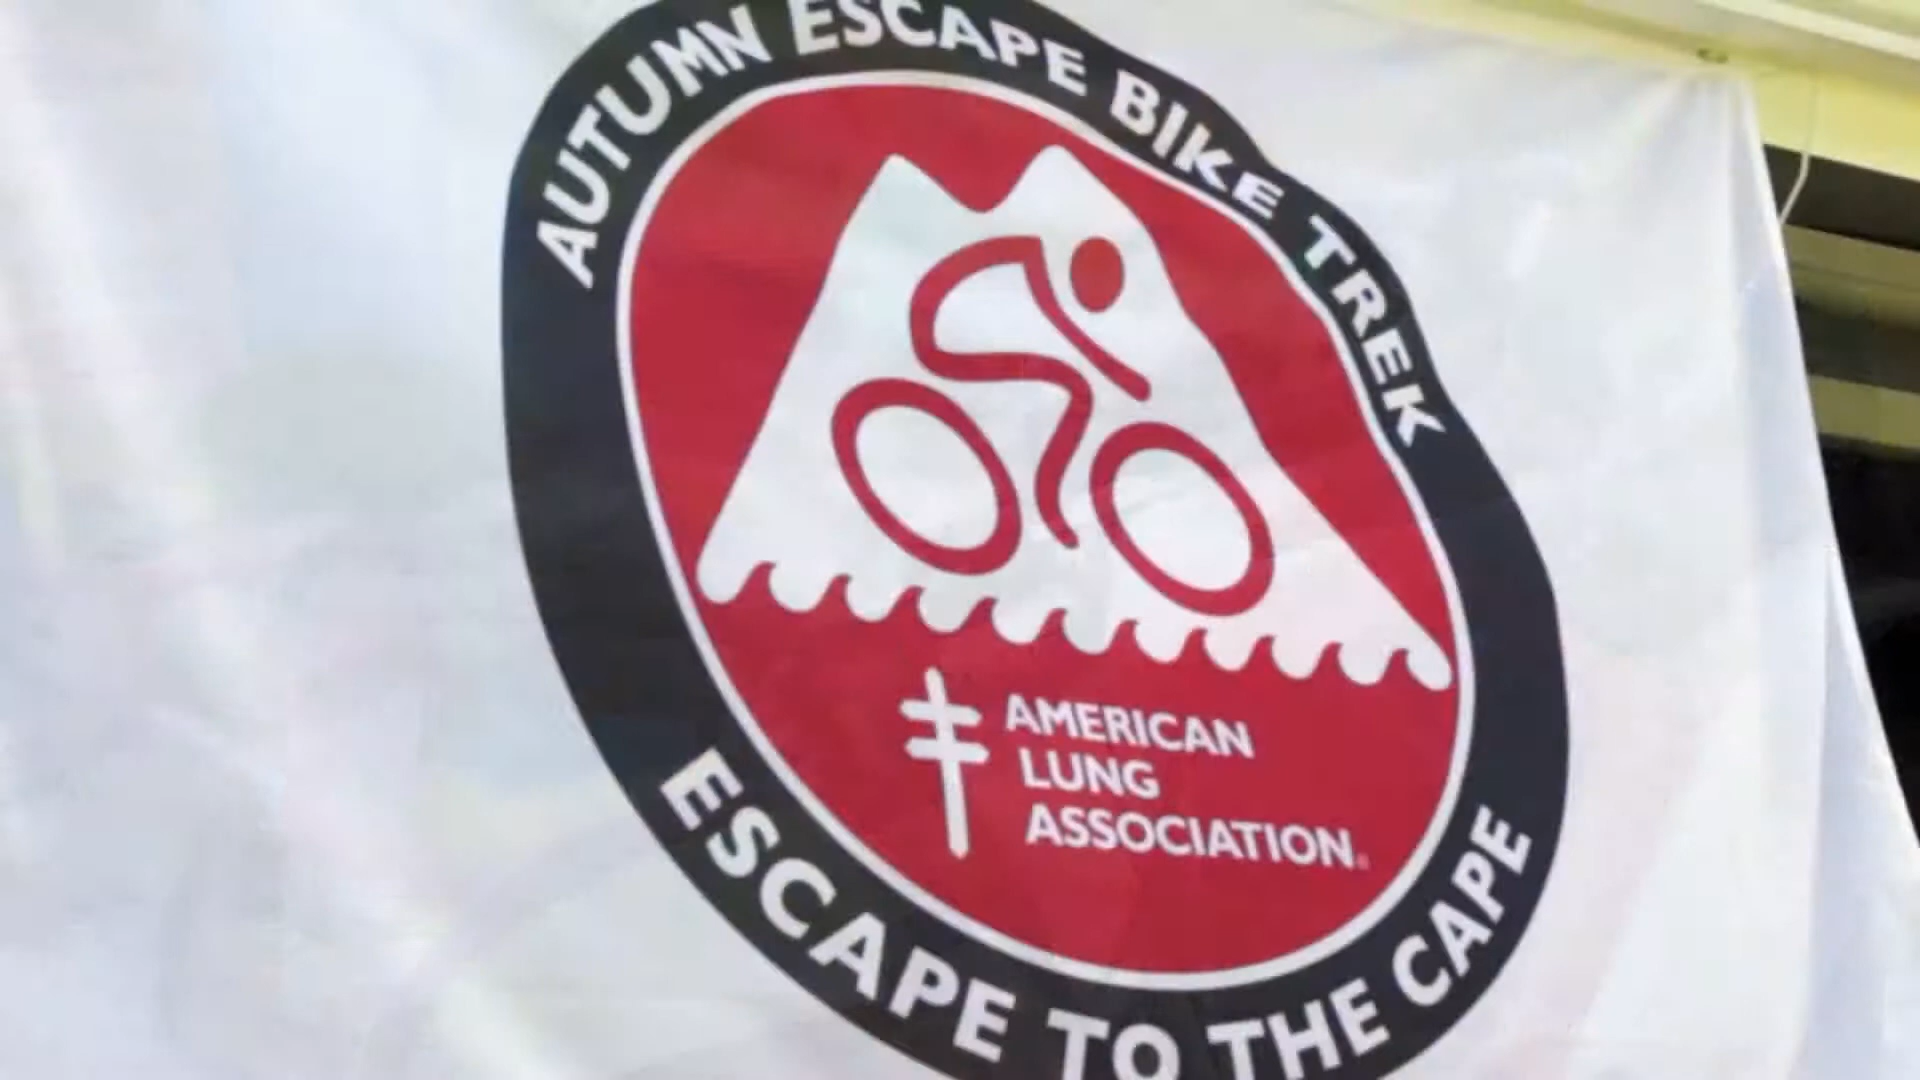 AUTUMN ESCAPE BIKE TREK
AMERICAN
LUNG
ASSOCIATION
ESCAPE TO THE CAPE